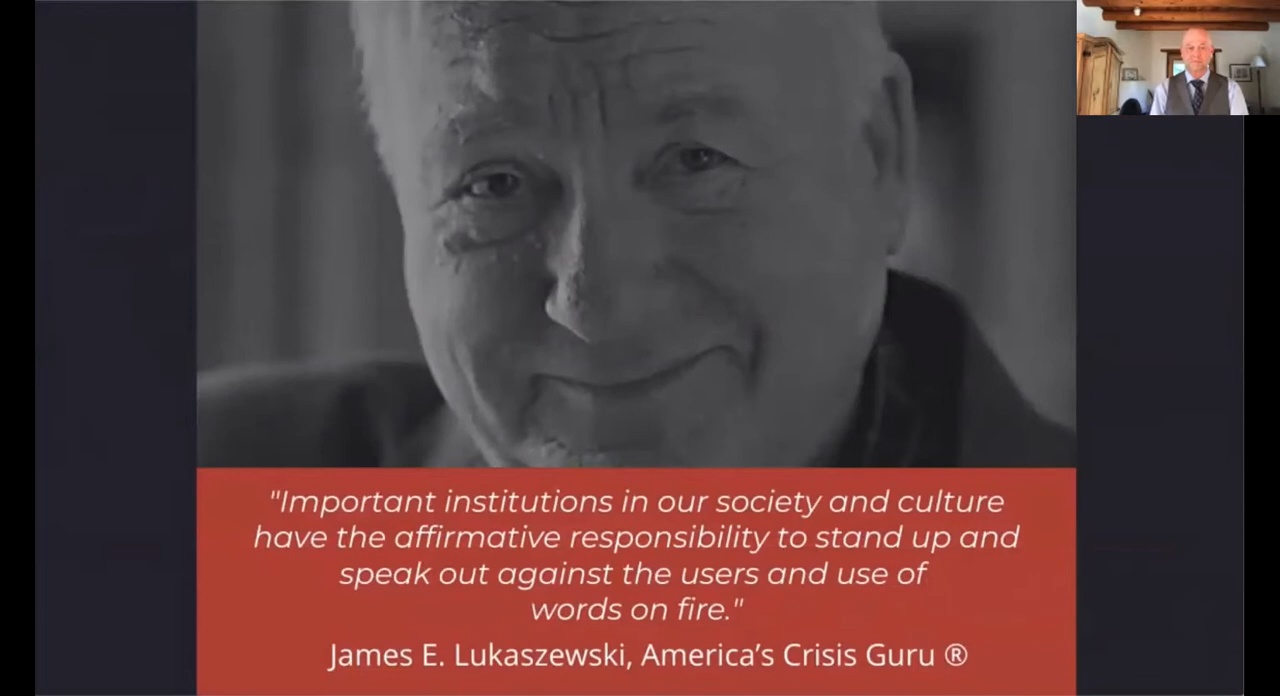 "Important institutions in our society and culture
have the affirmative responsibility to stand up and
speak out against the users and use of
words on fire."
James E. Lukaszewski, America’s Crisis Guru ®